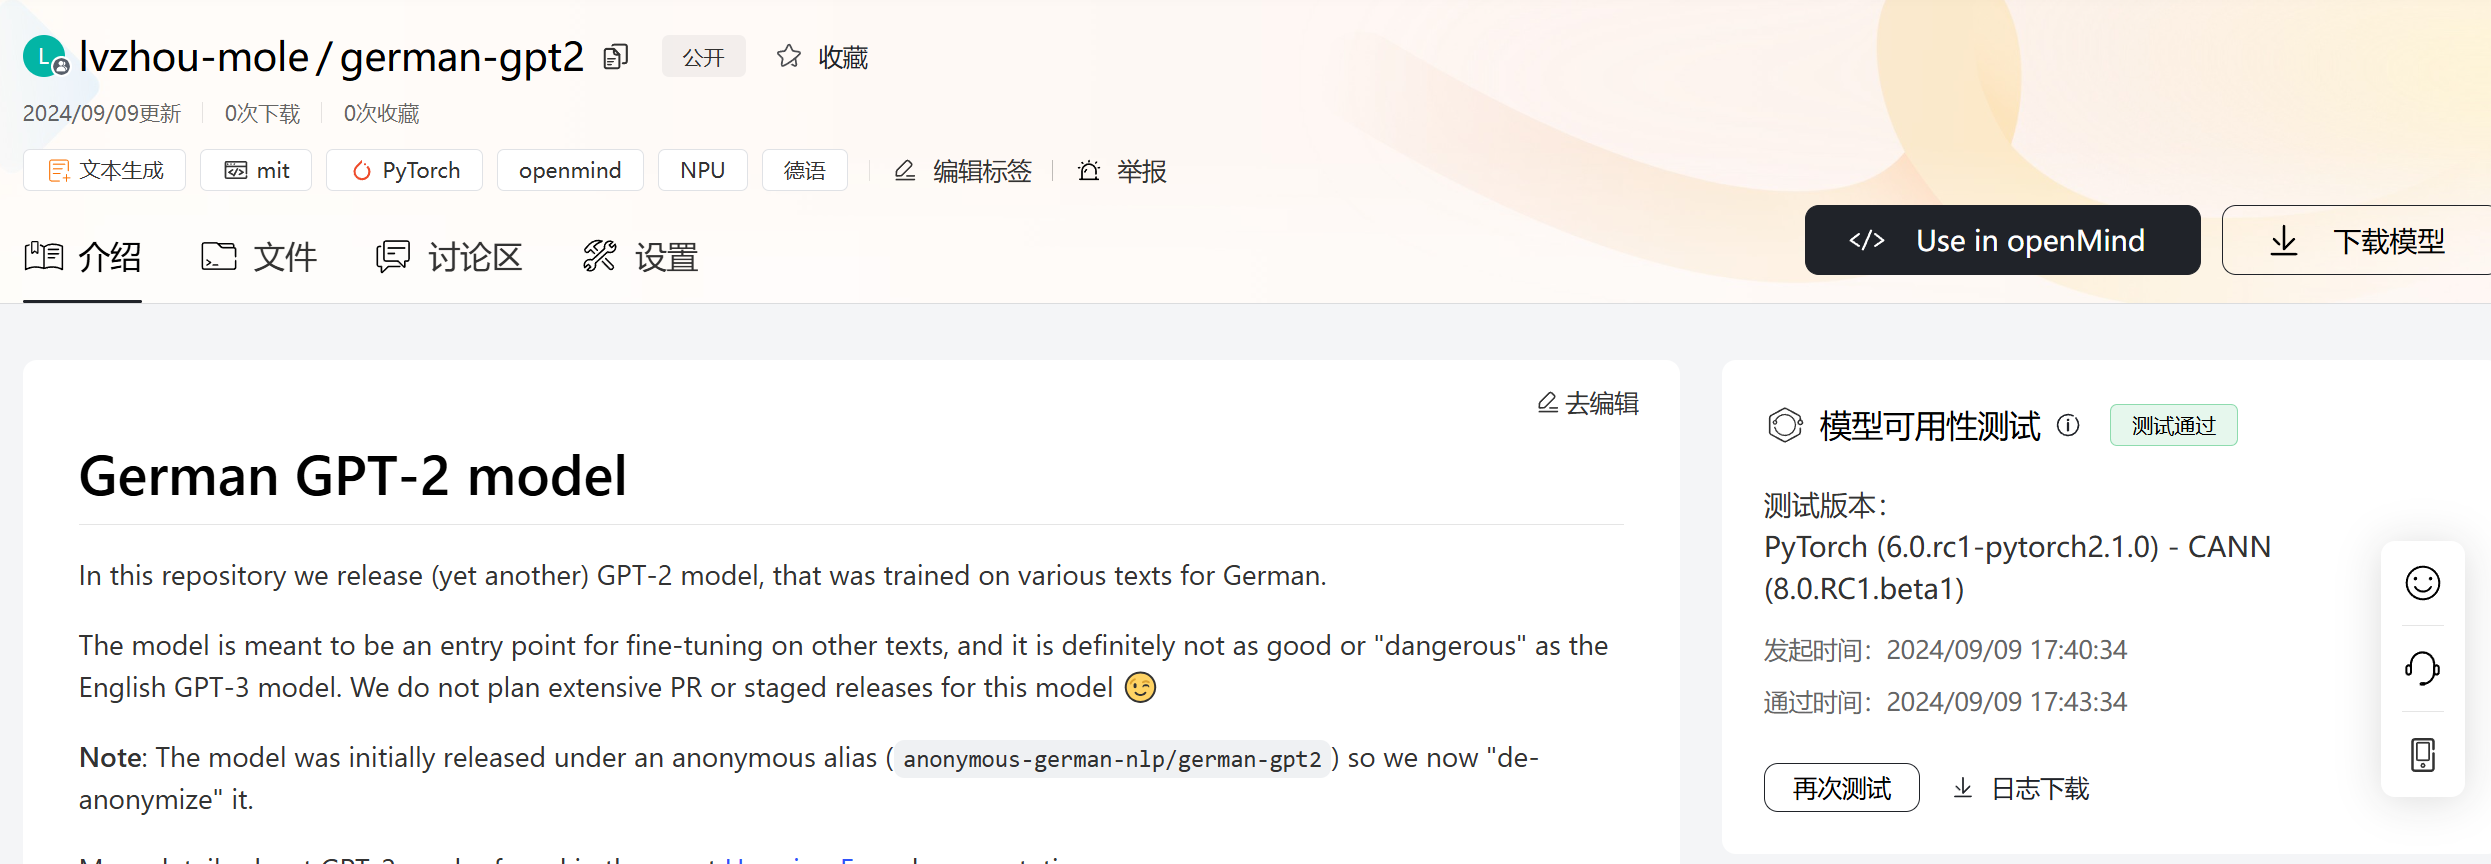 L lvzhou-mole / german-gpt2 公开 收藏
2024/09/09更新 0次下载 0次收藏
文本生成 mit PyTorch openmind NPU 德语 编辑标签 举报
介绍 文件 讨论区 设置
</> Use in openMind 下载模型
去编辑
German GPT-2 model
In this repository we release (yet another) GPT-2 model, that was trained on various texts for German.
The model is meant to be an entry point for fine-tuning on other texts, and it is definitely not as good or "dangerous" as the
English GPT-3 model. We do not plan extensive PR or staged releases for this model 😉
Note: The model was initially released under an anonymous alias (anonymous-german-nlp/german-gpt2) so we now "de-
anonymize" it.
模型可用性测试 测试通过
测试版本：
PyTorch (6.0.rc1-pytorch2.1.0) - CANN
(8.0.RC1.beta1)
发起时间：2024/09/09 17:40:34
通过时间：2024/09/09 17:43:34
再次测试 日志下载